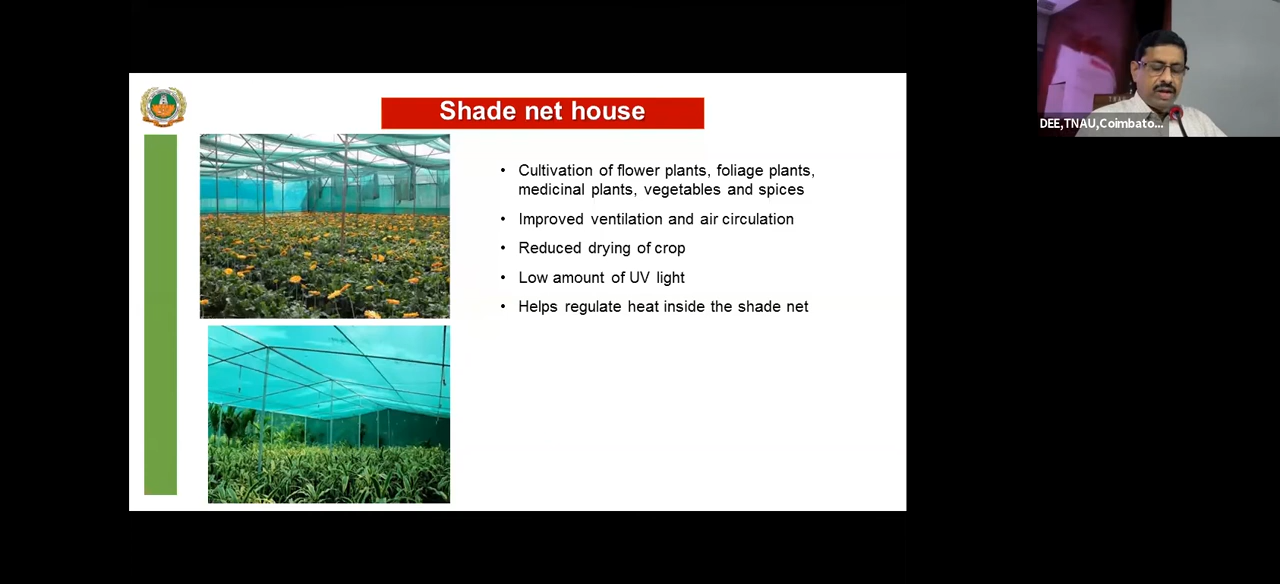 Shade net house
• Cultivation of flower plants, foliage plants,
medicinal plants, vegetables and spices
• Improved ventilation and air circulation
• Reduced drying of crop
• Low amount of UV light
• Helps regulate heat inside the shade net
DEE,TNAU,Coimbato...